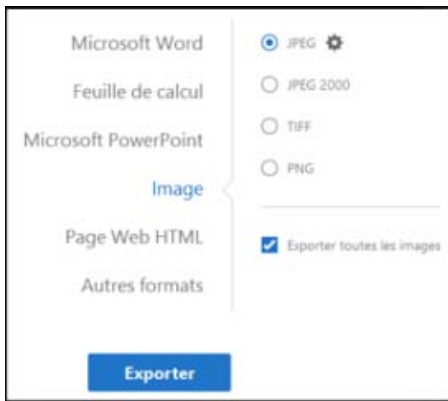 Microsoft Word
Feuille de calcul
Microsoft PowerPoint
Image
Page Web HTML
Autres formats
JPEG
JPEG 2000
TIFF
PNG
Exporter toutes les images
Exporter